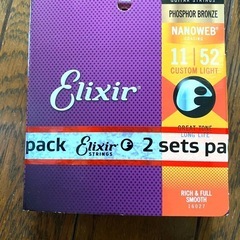 PHOSPHOR BRONZE
NANOWEB
11 52
CUSTOM LIGHT
Elixir
GREAT TONE
LONG LIFE
pack Elixir STRINGS 2 sets pa
RICH & FULL
SMOOTH